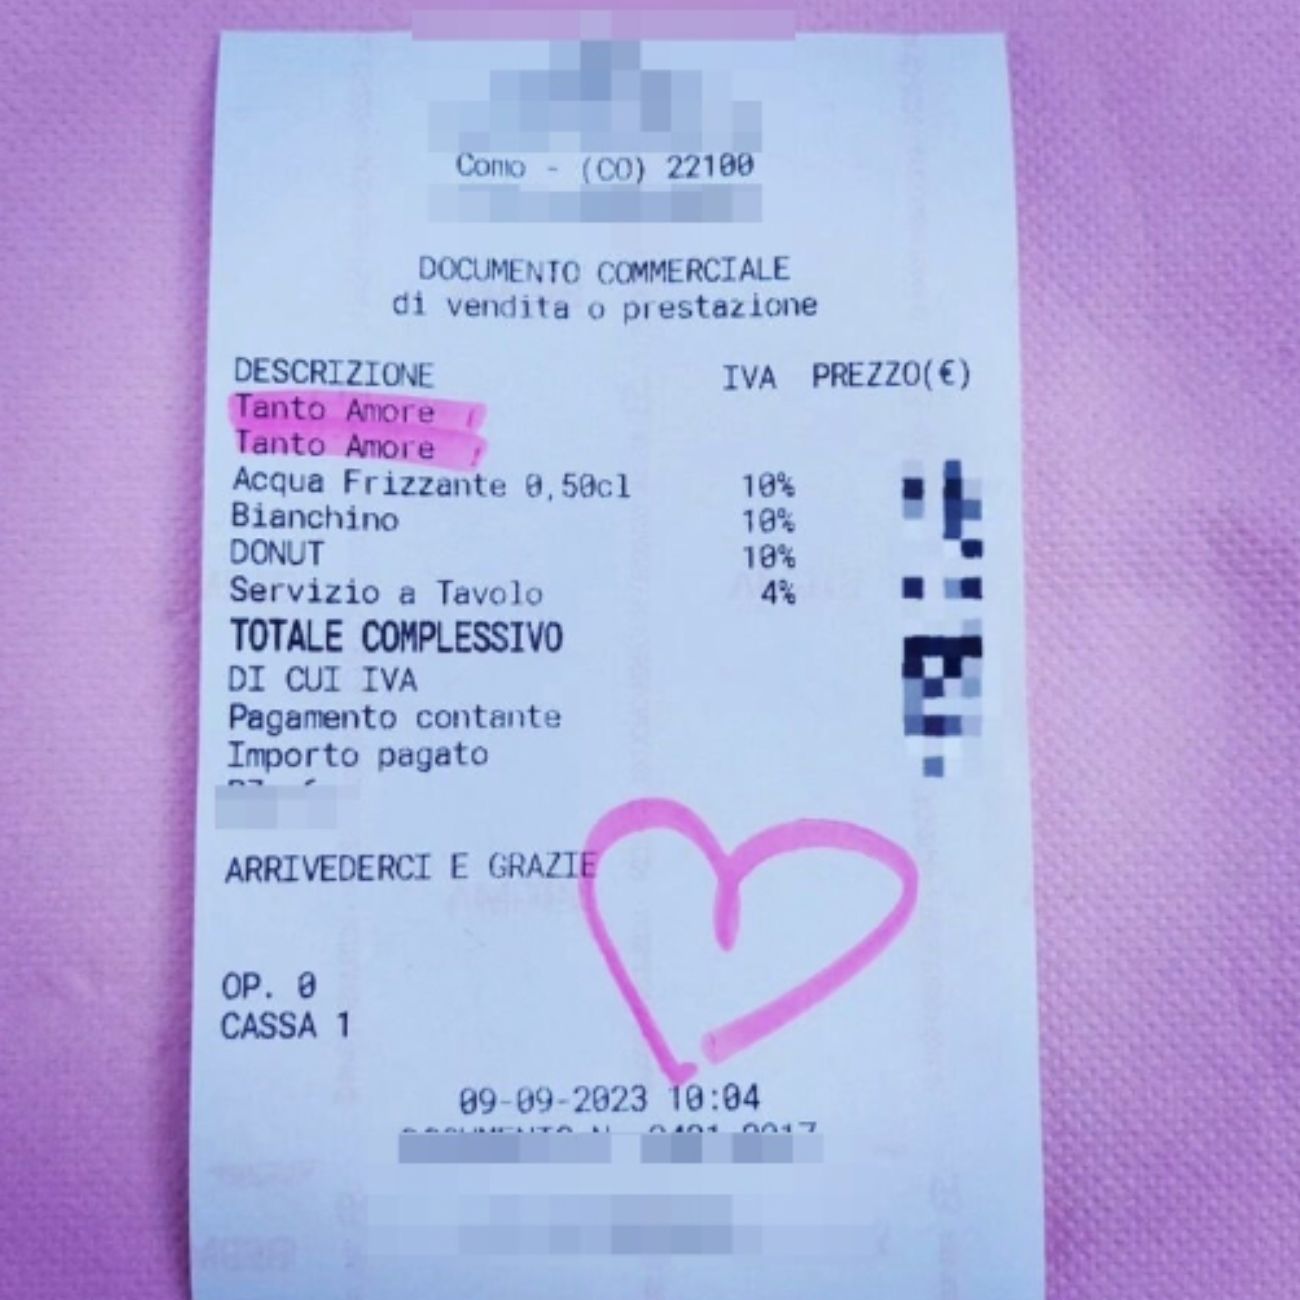 Como - (CO) 22100
DOCUMENTO COMMERCIALE
di vendita o prestazione
DESCRIZIONE IVA PREZZO(€)
Tanto Amore
Tanto Amore
Acqua Frizzante 0,50cl 10%
Bianchino 10%
DONUT 10%
Servizio a Tavolo 4%
TOTALE COMPLESSIVO
DI CUI IVA
Pagamento contante
Importo pagato
ARRIVEDERCI E GRAZIE
OP. 0
CASSA 1
09-09-2023 10:04
DOCUMENTO N.